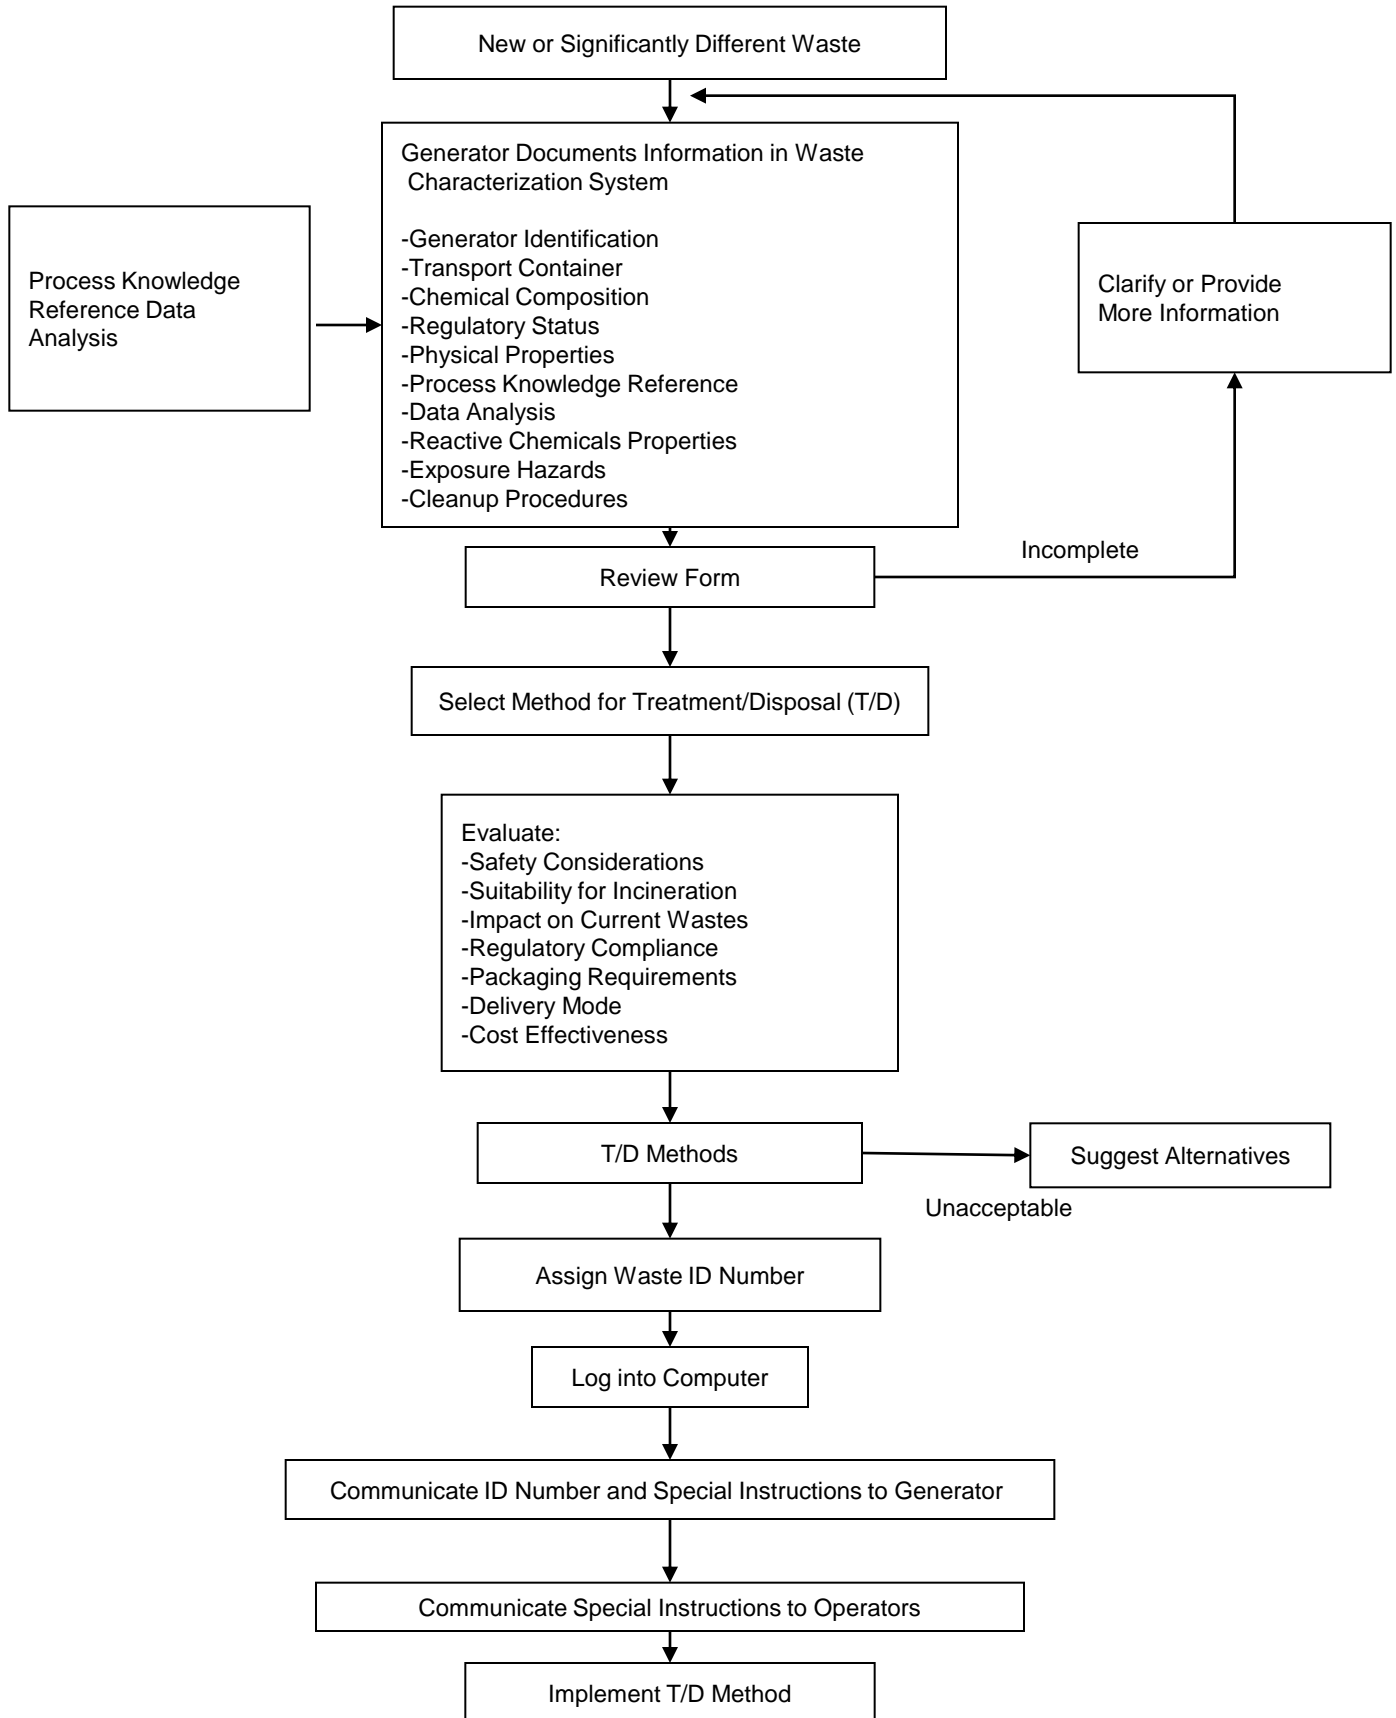 New or Significantly Different Waste
Generator Documents Information in Waste
Characterization System
-Generator Identification
-Transport Container
-Chemical Composition
-Regulatory Status
-Physical Properties
-Process Knowledge Reference
-Data Analysis
-Reactive Chemicals Properties
-Exposure Hazards
-Cleanup Procedures
Process Knowledge
Reference Data
Analysis
Clarify or Provide
More Information
Incomplete
Review Form
Select Method for Treatment/Disposal (T/D)
Evaluate:
-Safety Considerations
-Suitability for Incineration
-Impact on Current Wastes
-Regulatory Compliance
-Packaging Requirements
-Delivery Mode
-Cost Effectiveness
T/D Methods
Suggest Alternatives
Unacceptable
Assign Waste ID Number
Log into Computer
Communicate ID Number and Special Instructions to Generator
Communicate Special Instructions to Operators
Implement T/D Method